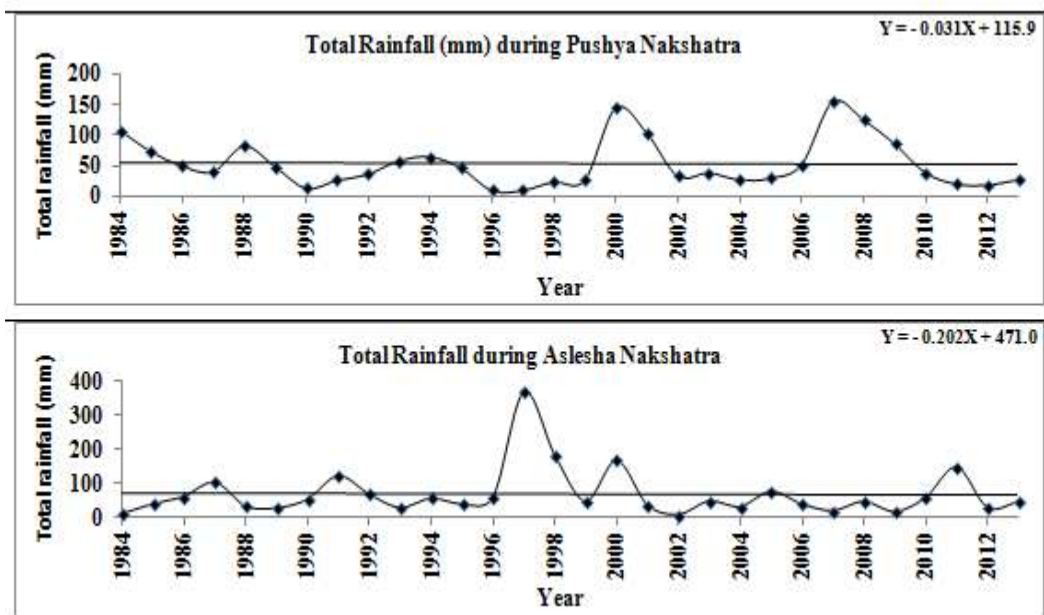 Y = - 0.031X + 115.9
Total Rainfall (mm) during Pushya Nakshatra
Total rainfall (mm)
200
150
100
50
0
1984 1986 1988 1990 1992 1994 1996 1998 2000 2002 2004 2006 2008 2010 2012
Year
Y = - 0.202X + 471.0
Total Rainfall during Aslesha Nakshatra
Total rainfall (mm)
400
300
200
100
0
1984 1986 1988 1990 1992 1994 1996 1998 2000 2002 2004 2006 2008 2010 2012
Year